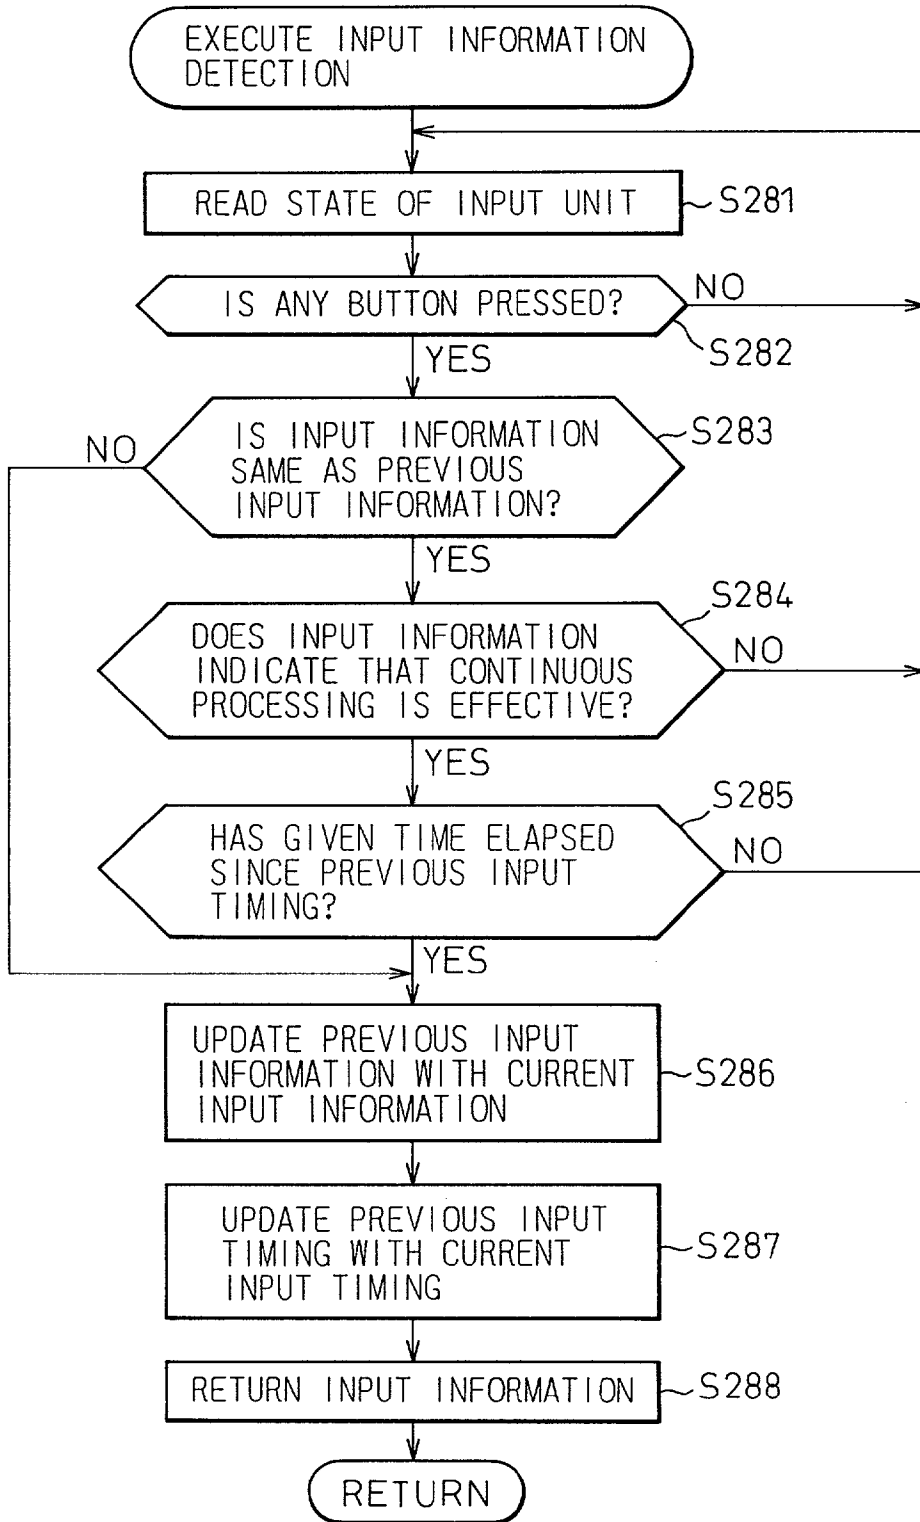 EXECUTE INPUT INFORMATION
DETECTION
READ STATE OF INPUT UNIT
S281
IS ANY BUTTON PRESSED?
NO
S282
YES
IS INPUT INFORMATION
SAME AS PREVIOUS
INPUT INFORMATION?
S283
NO
YES
S284
DOES INPUT INFORMATION
INDICATE THAT CONTINUOUS
PROCESSING IS EFFECTIVE?
NO
YES
S285
HAS GIVEN TIME ELAPSED
SINCE PREVIOUS INPUT
TIMING?
NO
YES
UPDATE PREVIOUS INPUT
INFORMATION WITH CURRENT
INPUT INFORMATION
S286
UPDATE PREVIOUS INPUT
TIMING WITH CURRENT
INPUT TIMING
S287
RETURN INPUT INFORMATION
S288
RETURN